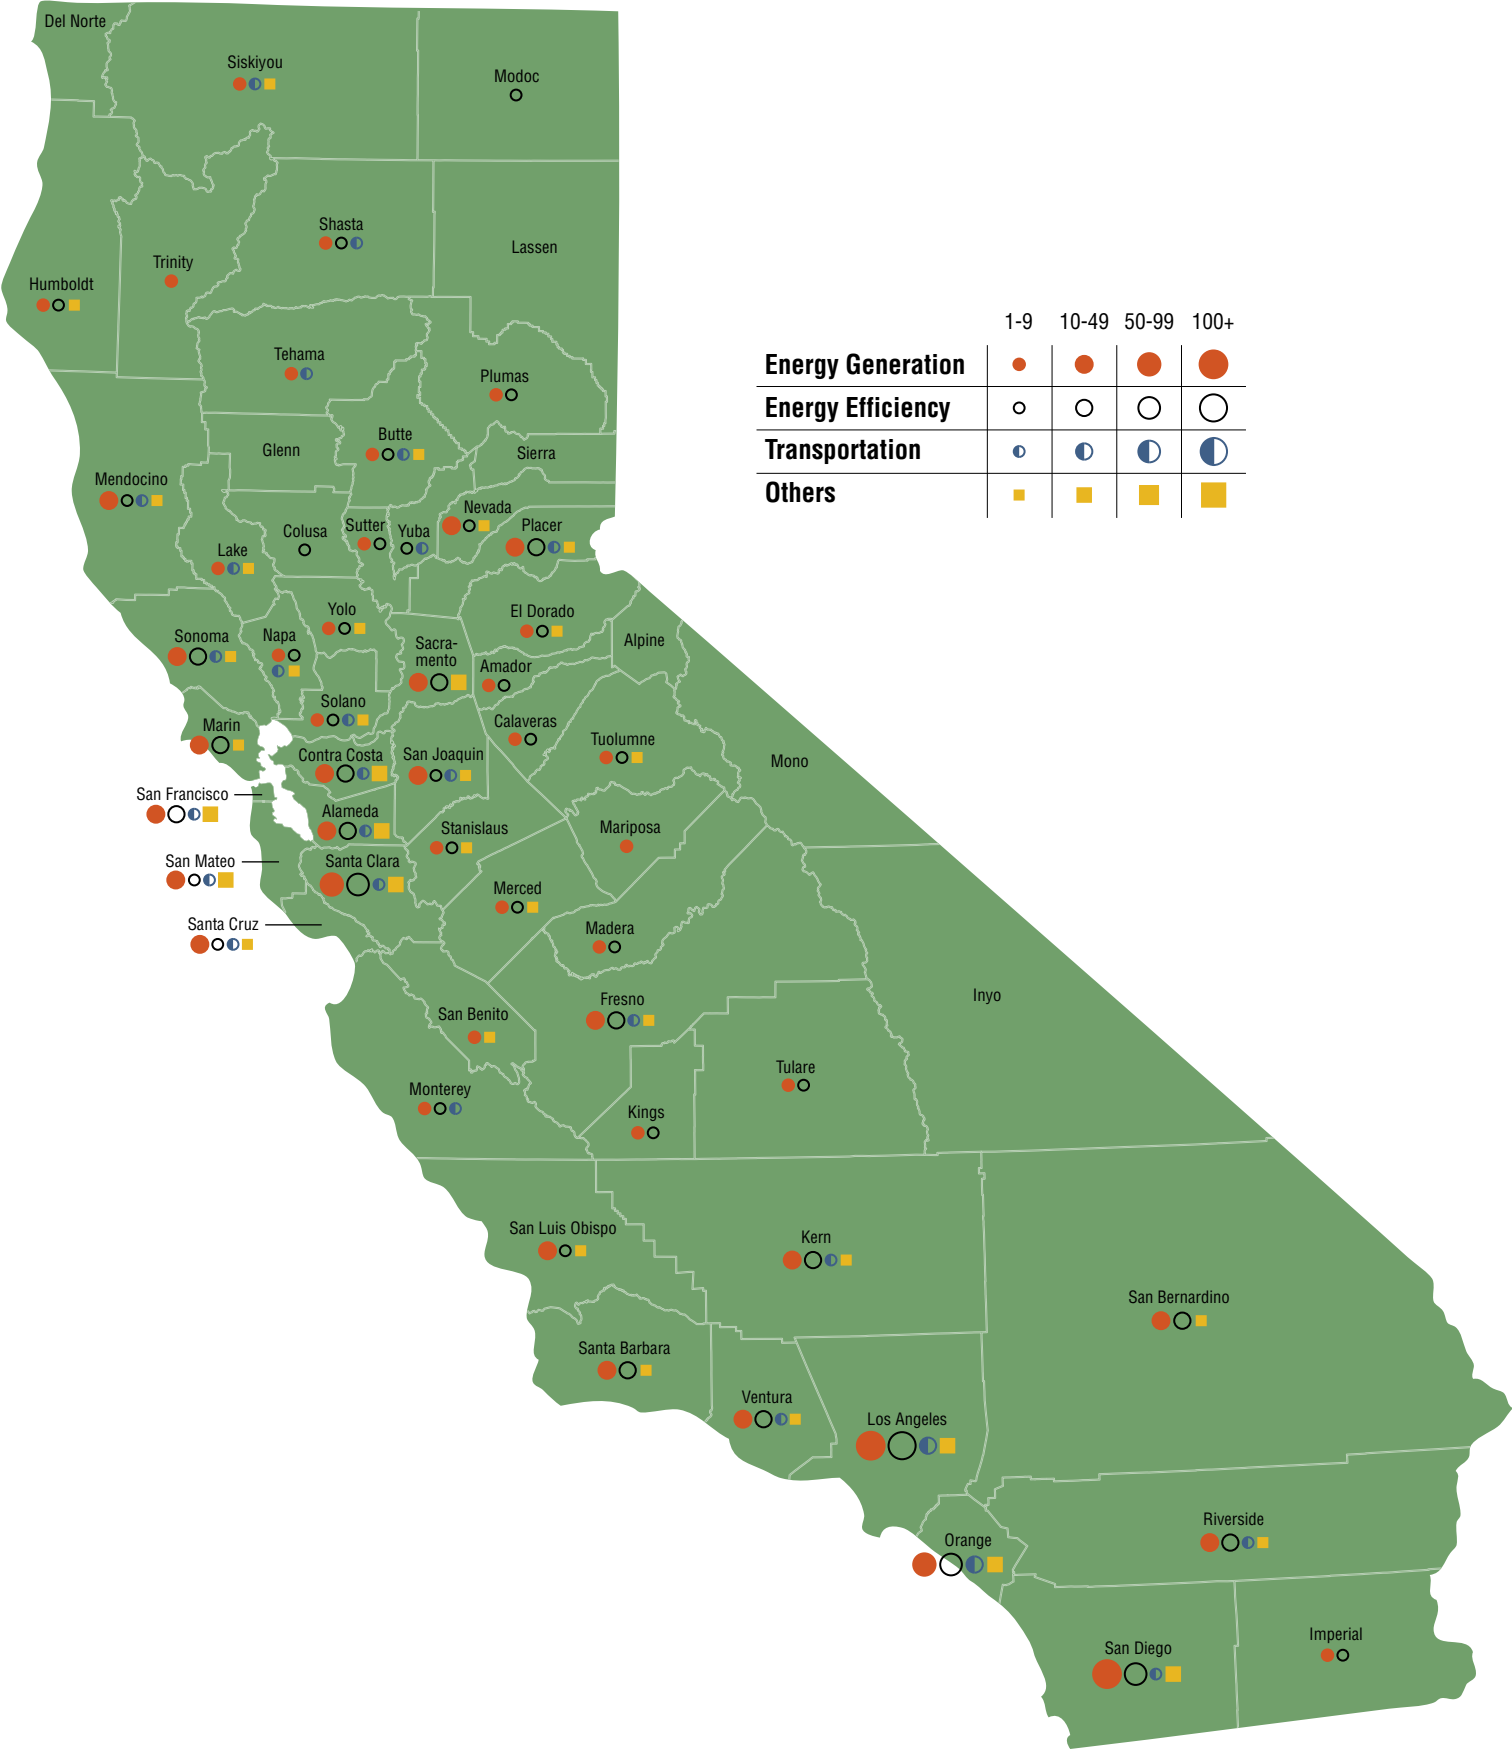 Del Norte
Siskiyou
Modoc
Shasta
Lassen
Trinity
Humboldt
1-9 10-49 50-99 100+
Energy Generation
Energy Efficiency
Transportation
Others
Tehama
Plumas
Butte
Glenn
Sierra
Mendocino
Nevada
Colusa
Sutter
Yuba
Placer
Lake
Yolo
El Dorado
Sonoma
Napa
Sacra-
mento
Alpine
Amador
Solano
Marin
Calaveras
Contra Costa
San Joaquin
Tuolumne
Mono
San Francisco
Alameda
Stanislaus
Mariposa
San Mateo
Santa Clara
Merced
Santa Cruz
Madera
Inyo
Fresno
San Benito
Tulare
Monterey
Kings
San Luis Obispo
Kern
San Bernardino
Santa Barbara
Ventura
Los Angeles
Riverside
Orange
San Diego
Imperial